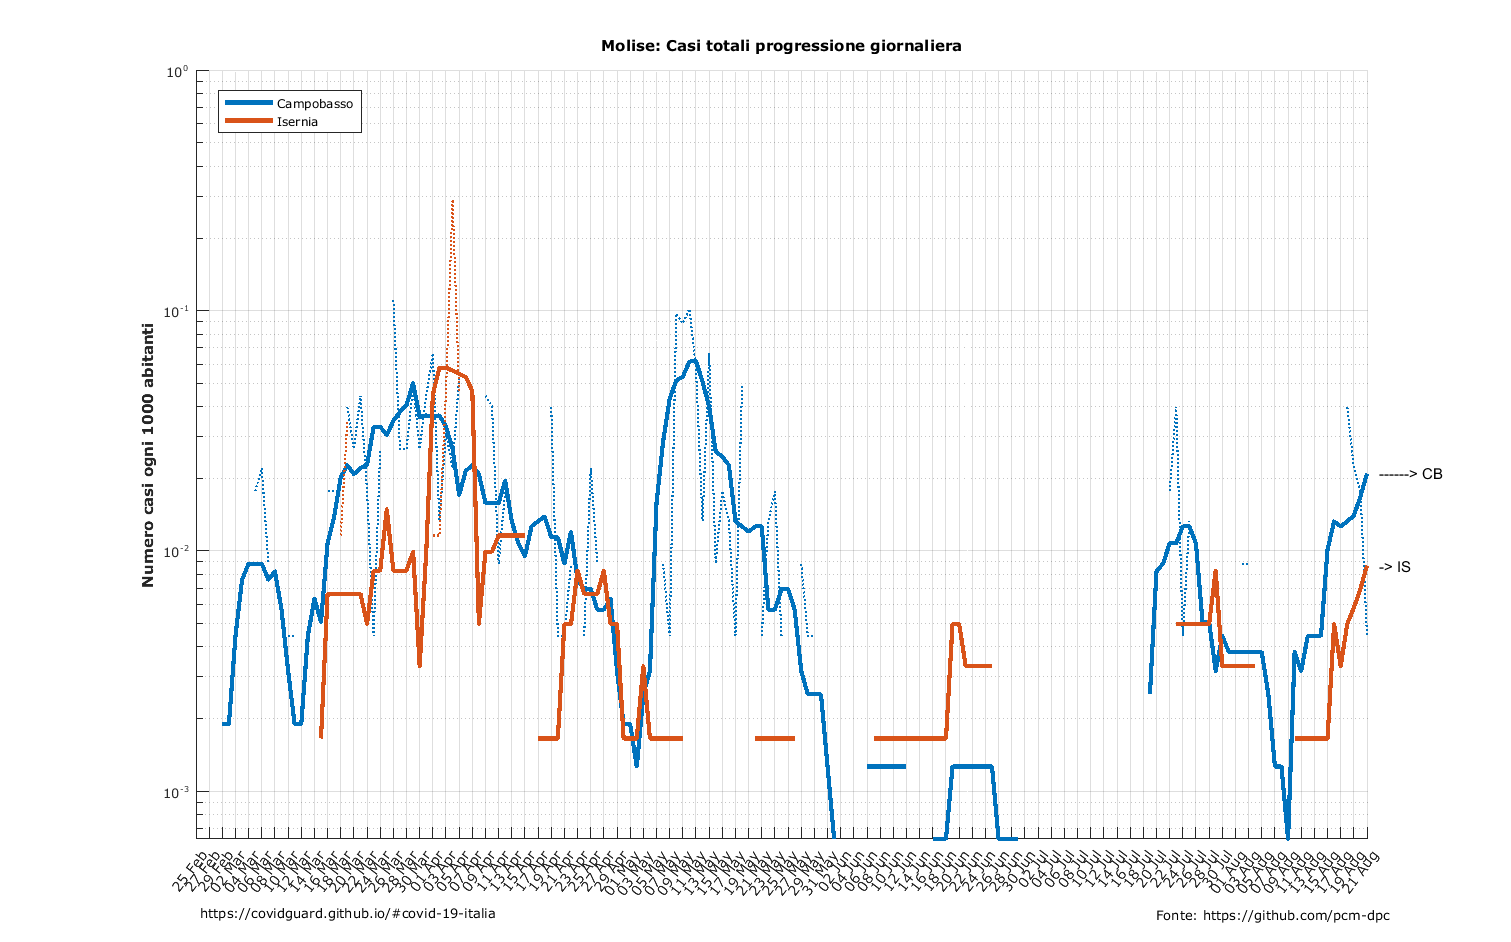 Molise: Casi totali progressione giornaliera
10⁰
10⁻¹
10⁻²
10⁻³
Numero casi ogni 1000 abitanti
Campobasso
Isernia
------> CB
-> IS
25 Feb
27 Feb
29 Feb
02 Mar
04 Mar
06 Mar
08 Mar
10 Mar
12 Mar
14 Mar
16 Mar
18 Mar
20 Mar
22 Mar
24 Mar
26 Mar
28 Mar
30 Mar
01 Apr
03 Apr
05 Apr
07 Apr
09 Apr
11 Apr
13 Apr
15 Apr
17 Apr
19 Apr
21 Apr
23 Apr
25 Apr
27 Apr
29 Apr
01 May
03 May
05 May
07 May
09 May
11 May
13 May
15 May
17 May
19 May
21 May
23 May
25 May
27 May
29 May
31 May
02 Jun
04 Jun
06 Jun
08 Jun
10 Jun
12 Jun
14 Jun
16 Jun
18 Jun
20 Jun
22 Jun
24 Jun
26 Jun
28 Jun
30 Jun
02 Jul
04 Jul
06 Jul
08 Jul
10 Jul
12 Jul
14 Jul
16 Jul
18 Jul
20 Jul
22 Jul
24 Jul
26 Jul
28 Jul
30 Jul
01 Aug
03 Aug
05 Aug
07 Aug
09 Aug
11 Aug
13 Aug
15 Aug
17 Aug
19 Aug
21 Aug
https://covidguard.github.io/#covid-19-italia
Fonte: https://github.com/pcm-dpc